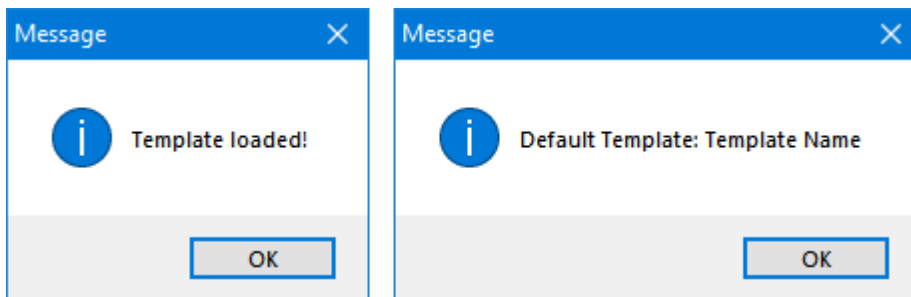 Message
Template loaded!
OK
Message
Default Template: Template Name
OK